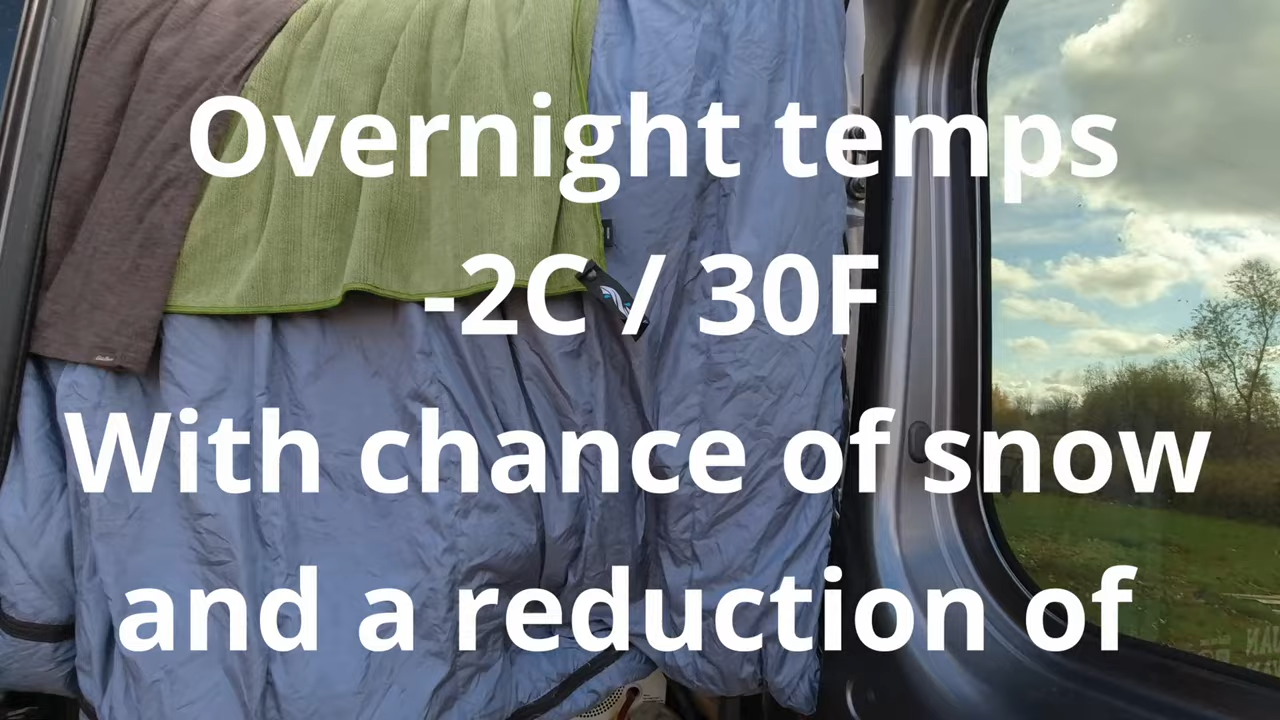 Overnight temps
-2C / 30F
With chance of snow
and a reduction of